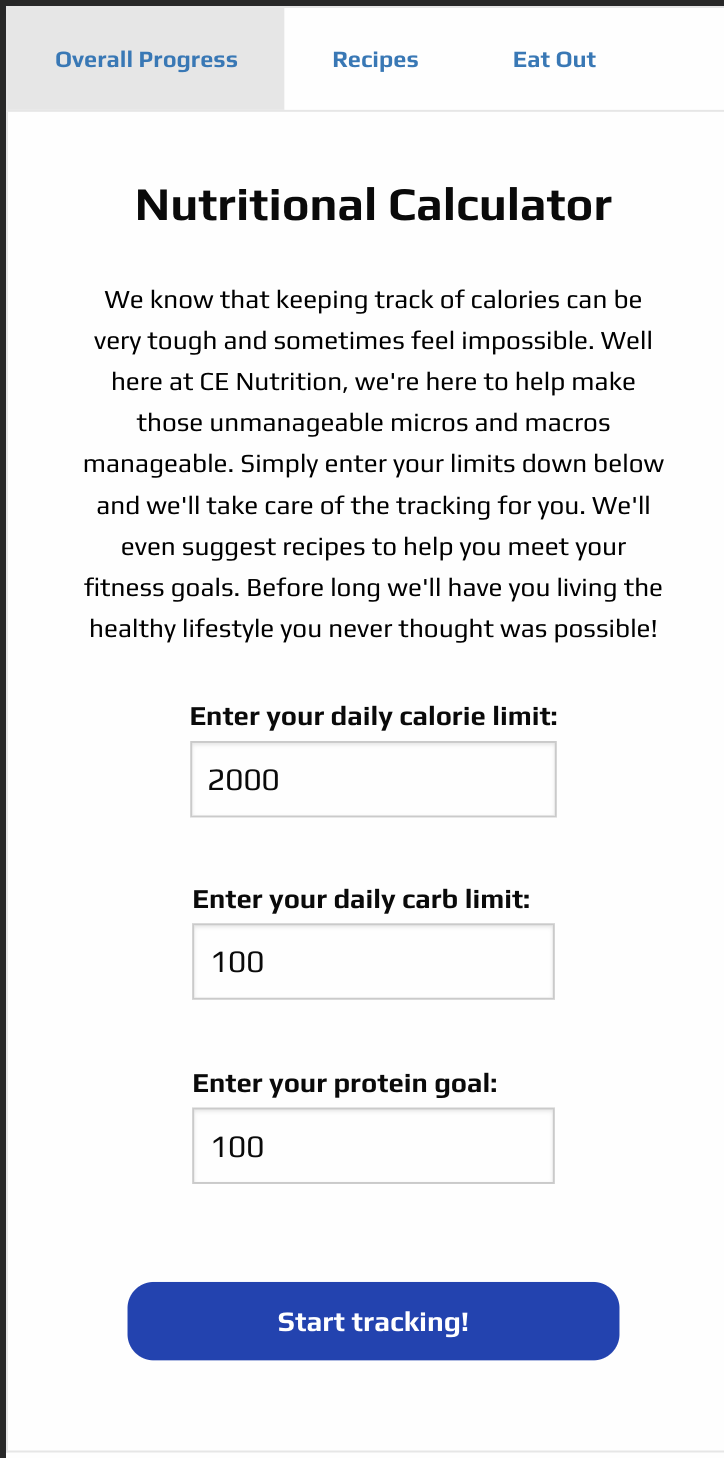 Overall Progress
Recipes
Eat Out
Nutritional Calculator
We know that keeping track of calories can be
very tough and sometimes feel impossible. Well
here at CE Nutrition, we're here to help make
those unmanageable micros and macros
manageable. Simply enter your limits down below
and we'll take care of the tracking for you. We'll
even suggest recipes to help you meet your
fitness goals. Before long we'll have you living the
healthy lifestyle you never thought was possible!
Enter your daily calorie limit:
2000
Enter your daily carb limit:
100
Enter your protein goal:
100
Start tracking!